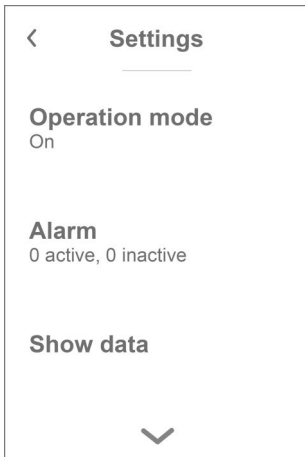 Settings
Operation mode
On
Alarm
0 active, 0 inactive
Show data